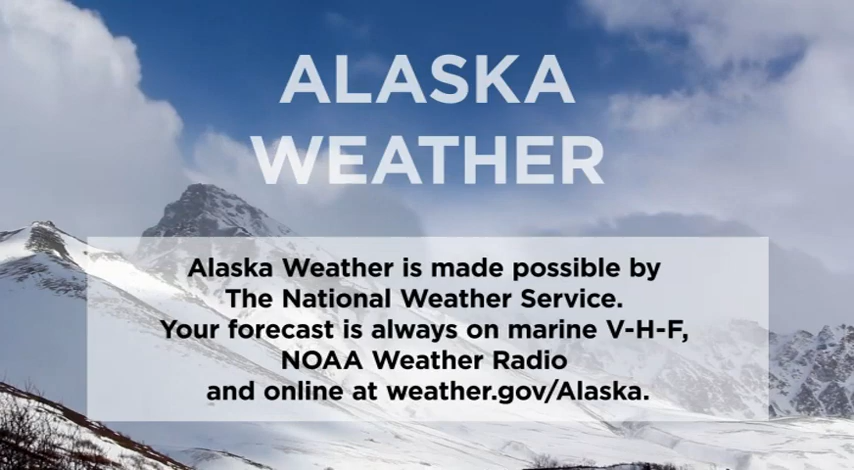 ALASKA
WEATHER
Alaska Weather is made possible by
The National Weather Service.
Your forecast is always on marine V-H-F,
NOAA Weather Radio
and online at weather.gov/Alaska.